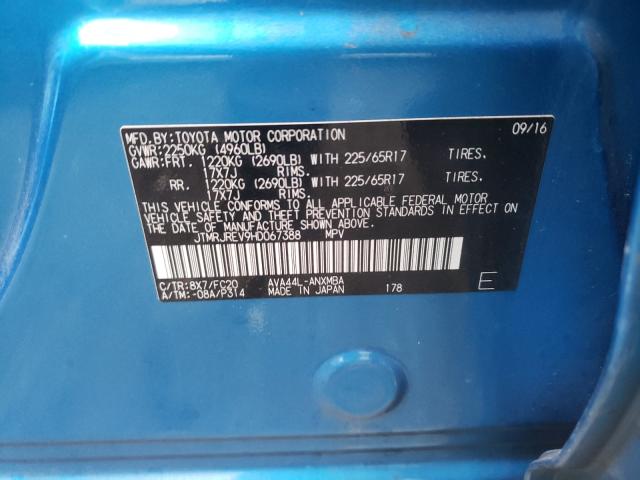 MFD.BY:TOYOTA MOTOR CORPORATION 09/16
GVWR:2250KG (4960LB)
GAWR:FRT. 1220KG (2690LB) WITH 225/65R17 TIRES.
17X7J RIMS.
RR. 1220KG (2690LB) WITH 225/65R17 TIRES.
17X7J RIMS.
THIS VEHICLE CONFORMS TO ALL APPLICABLE FEDERAL MOTOR
VEHICLE SAFETY AND THEFT PREVENTION STANDARDS IN EFFECT ON
THE DATE OF MANUFACTURE SHOWN ABOVE.
JTMRJREV9HD067388 MPV
C/TR:8X7/FC20 AVA44L-ANXMBA
A/TM:-08A/P314 MADE IN JAPAN 178 E